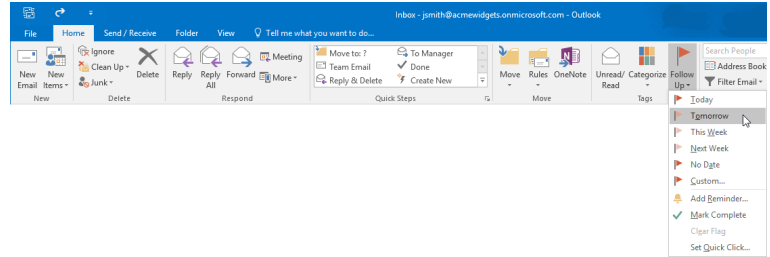 Inbox - jsmith@acmewidgets.onmicrosoft.com - Outlook
File Home Send / Receive Folder View Tell me what you want to do...
Ignore
Clean Up
Junk
New Email
New Items
Delete
Reply
Reply All
Forward
Meeting
More
Move to: ?
Team Email
Reply & Delete
To Manager
Done
Create New
Move
Rules
OneNote
Unread/ Read
Categorize
Follow Up
Search People
Address Book
Filter Email
New Delete Respond Quick Steps Move Tags
Today
Tomorrow
This Week
Next Week
No Date
Custom...
Add Reminder...
Mark Complete
Clear Flag
Set Quick Click...